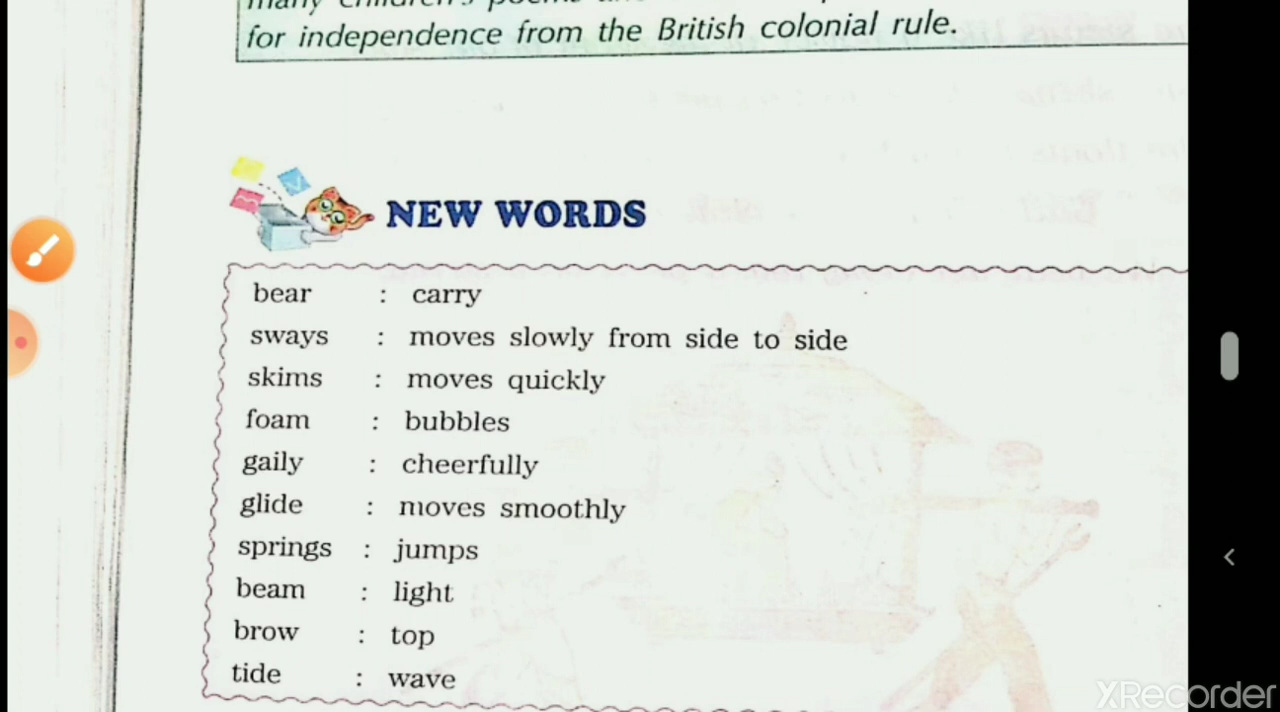 for independence from the British colonial rule.
NEW WORDS
bear : carry
sways : moves slowly from side to side
skims : moves quickly
foam : bubbles
gaily : cheerfully
glide : moves smoothly
springs : jumps
beam : light
brow : top
tide : wave
XRecorder